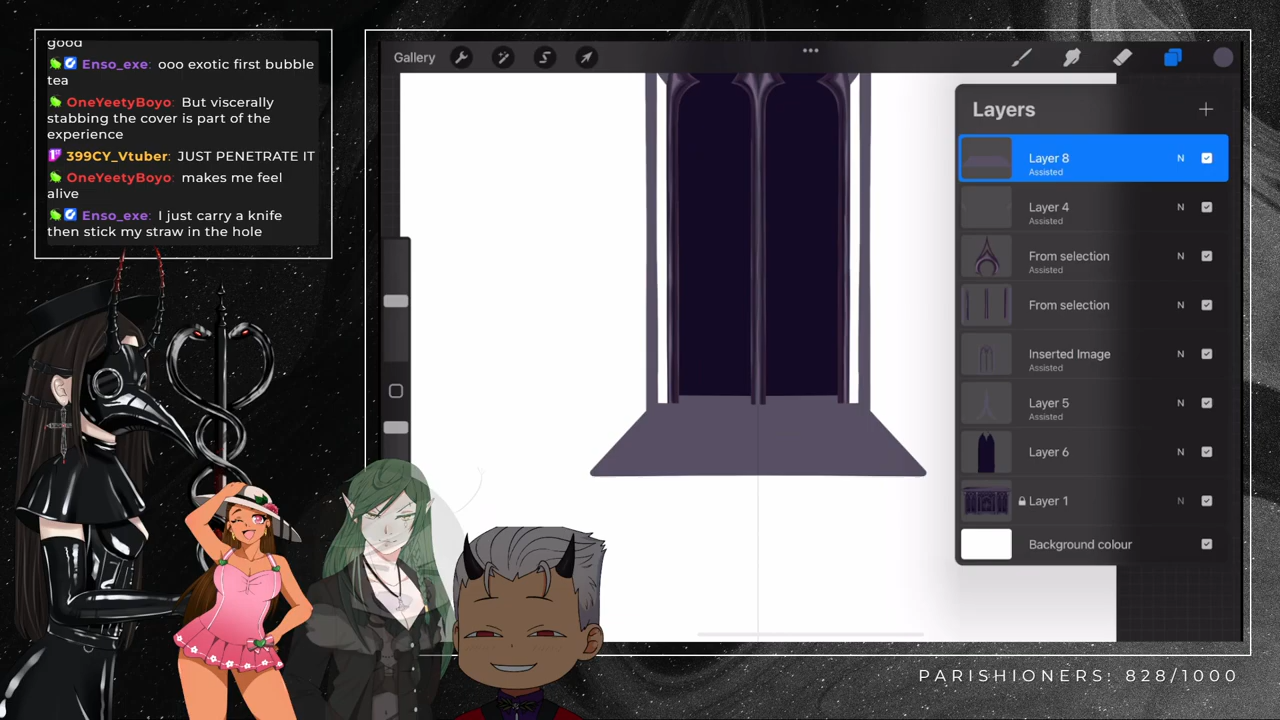 good
Enso_exe: ooo exotic first bubble
tea
OneYeetyBoyo: But viscerally
stabbing the cover is part of the
experience
399CY_Vtuber: JUST PENETRATE IT
OneYeetyBoyo: makes me feel
alive
Enso_exe: I just carry a knife
then stick my straw in the hole
Gallery
Layers
Layer 8 N
Assisted
Layer 4 N
Assisted
From selection N
Assisted
From selection N
Inserted Image N
Assisted
Layer 5 N
Assisted
Layer 6 N
Layer 1 N
Background colour
PARISHIONERS: 828/1000